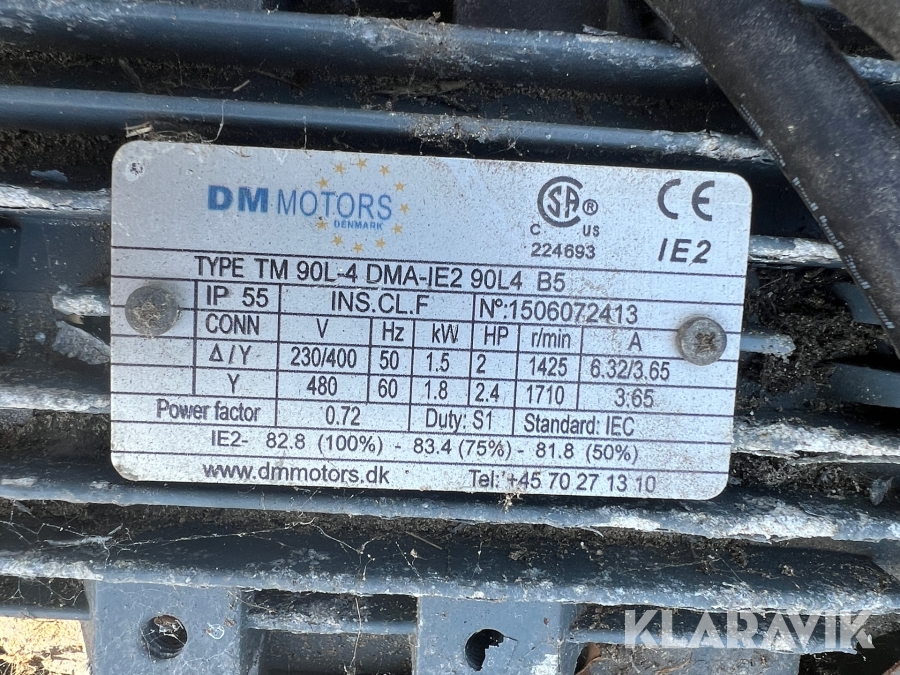 DM MOTORS
DENMARK
CSA ®
C US
224693
CE
IE2
TYPE TM 90L-4 DMA-IE2 90L4 B5
IP 55 INS.CL.F Nº:1506072413
CONN V Hz kW HP r/min A
Δ/Y 230/400 50 1.5 2 1425 6.32/3.65
Y 480 60 1.8 2.4 1710 3.65
Power factor 0.72 Duty: S1 Standard: IEC
IE2- 82.8 (100%) - 83.4 (75%) - 81.8 (50%)
www.dmmotors.dk Tel: +45 70 27 13 10
KLARAVIK